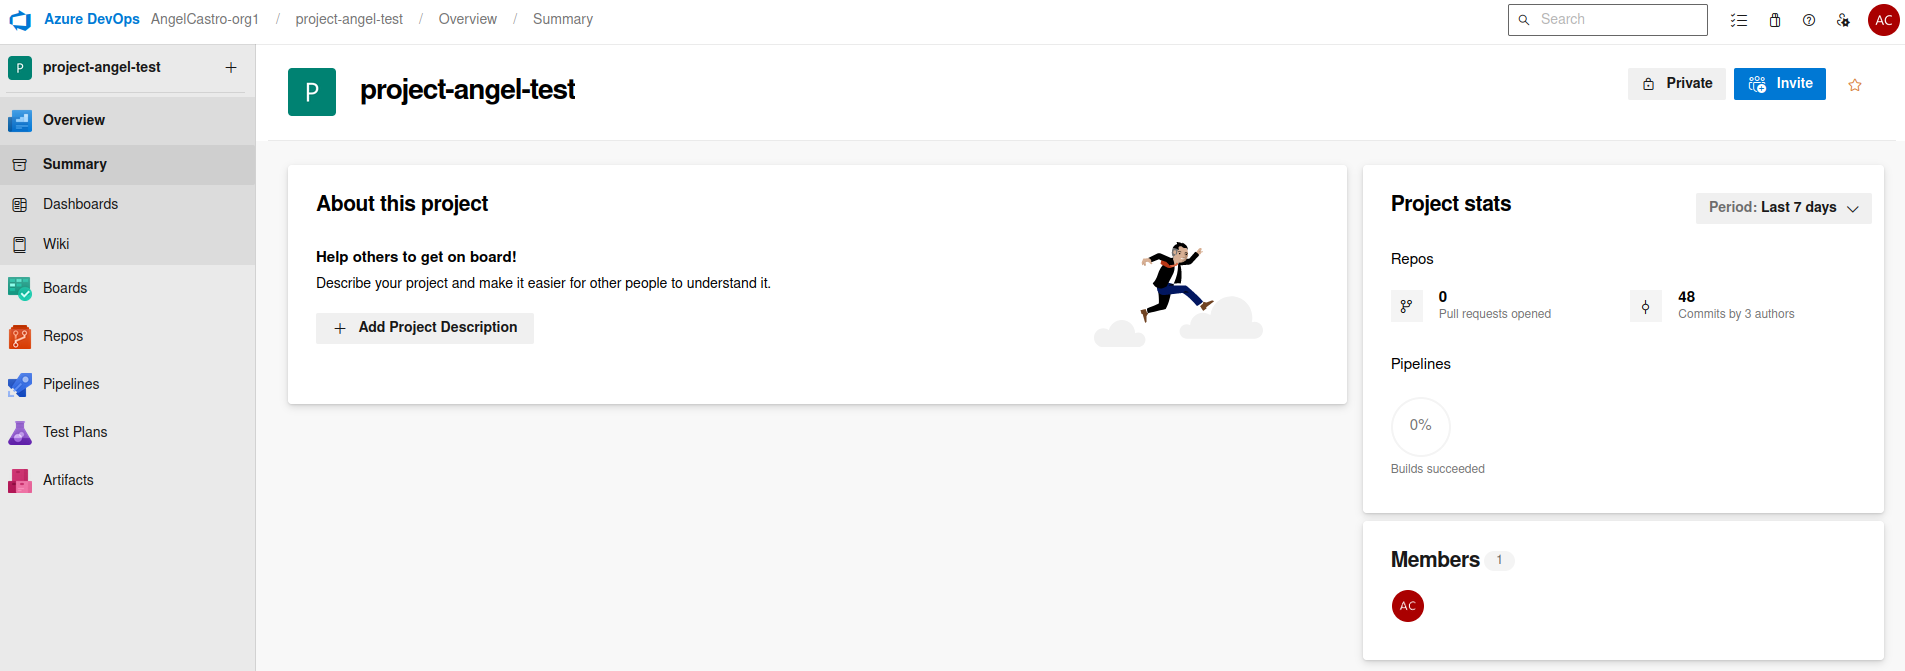 Azure DevOps AngelCastro-org1 / project-angel-test / Overview / Summary
Search
AC
P project-angel-test +
Overview
Summary
Dashboards
Wiki
Boards
Repos
Pipelines
Test Plans
Artifacts
P project-angel-test
Private
Invite
About this project
Help others to get on board!
Describe your project and make it easier for other people to understand it.
+ Add Project Description
Project stats
Period: Last 7 days
Repos
0
Pull requests opened
48
Commits by 3 authors
Pipelines
0%
Builds succeeded
Members 1
AC